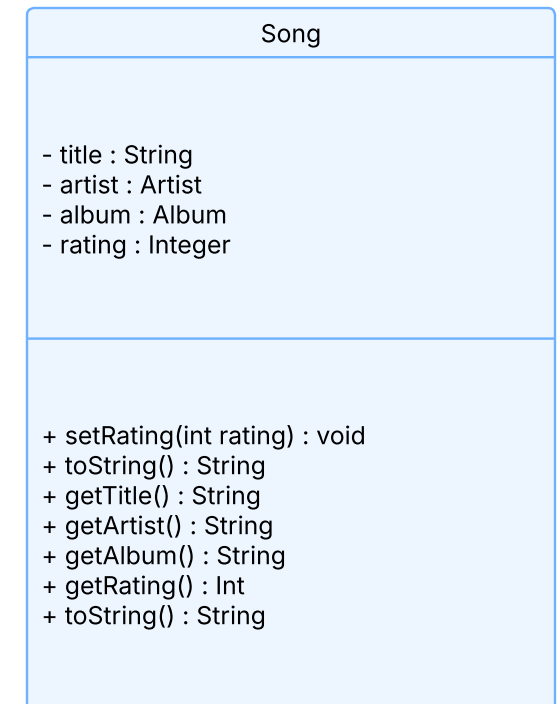 Song
- title : String
- artist : Artist
- album : Album
- rating : Integer
+ setRating(int rating) : void
+ toString() : String
+ getTitle() : String
+ getArtist() : String
+ getAlbum() : String
+ getRating() : Int
+ toString() : String